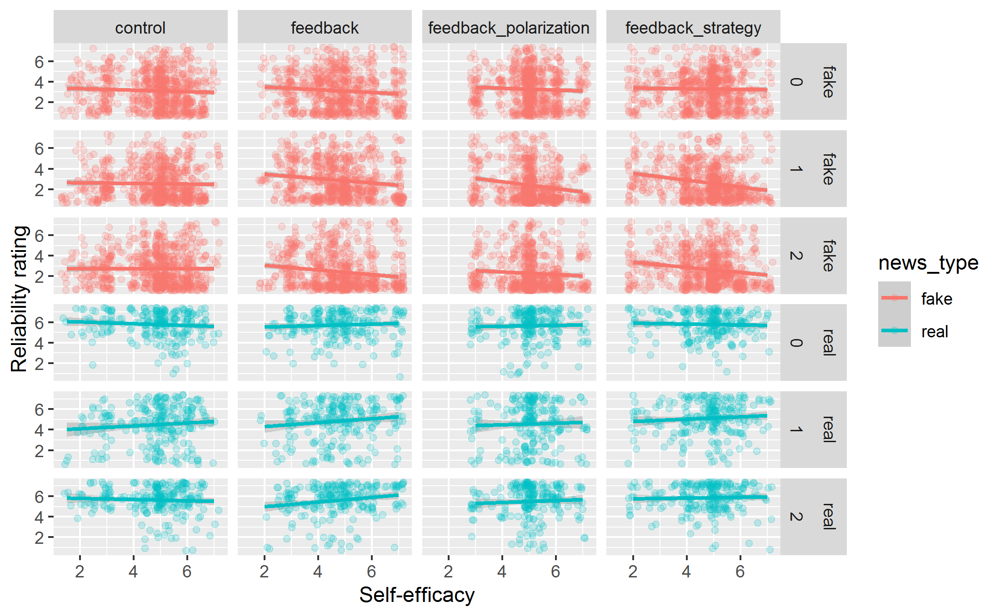 control feedback feedback_polarization feedback_strategy
6
4
2
0 fake
6
4
2
1 fake
6
4
2
2 fake
6
4
2
0 real
6
4
2
1 real
6
4
2
2 real
2 4 6 2 4 6 2 4 6 2 4 6
Self-efficacy
Reliability rating
news_type
fake
real